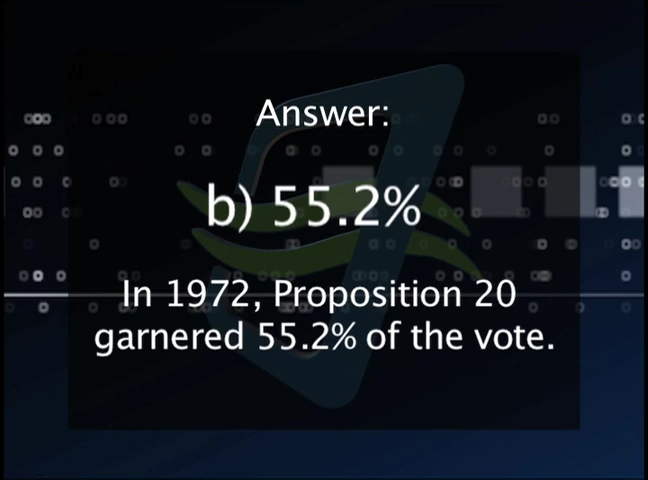 Answer:
b) 55.2%
In 1972, Proposition 20
garnered 55.2% of the vote.